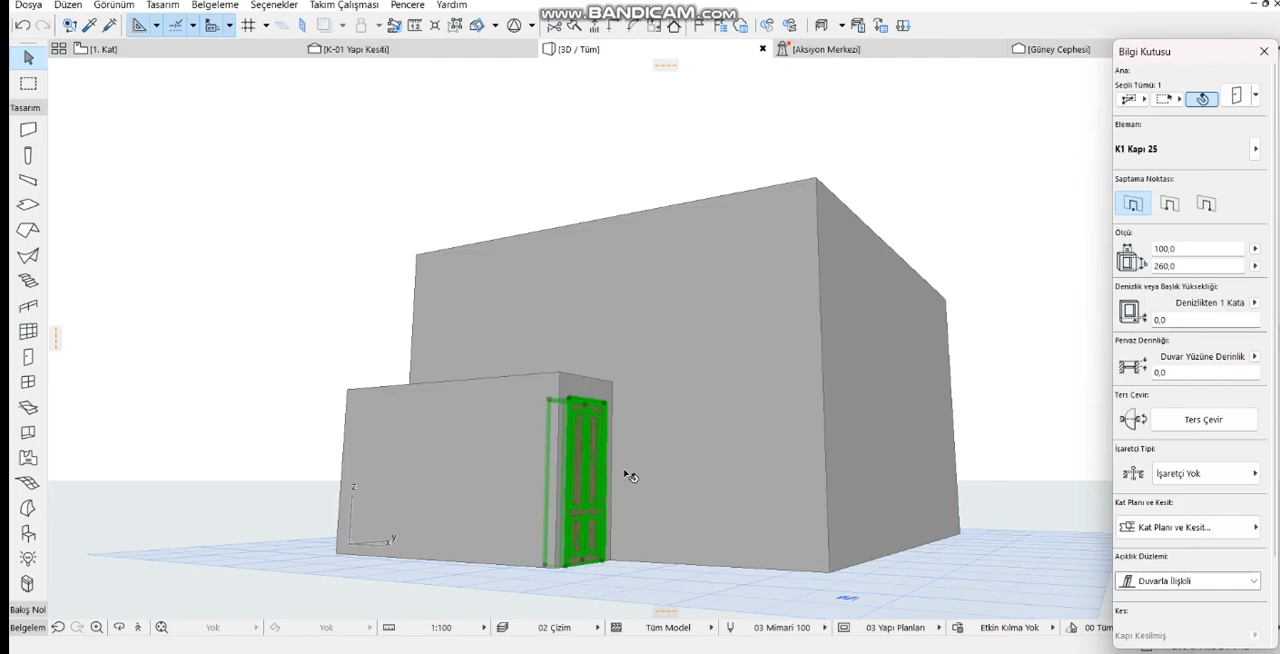 Dosya Düzen Görünüm Tasarım Belgeleme Seçenekler Takım Çalışması Pencere Yardım
www.BANDICAM.com
[1. Kat] [K-01 Yapı Kesiti] [3D / Tüm] [Aksiyon Merkezi] [Güney Cephesi]
Bilgi Kutusu
Ana:
Seçili Tümü: 1
Tasarım
Eleman:
K1 Kapı 25
Saptama Noktası:
Ölçü:
100,0
260,0
Denizlik veya Başlık Yüksekliği:
Denizlikten 1 Kata
0,0
Pervaz Derinliği:
Duvar Yüzüne Derinlik
0,0
Ters Çevir:
Ters Çevir
İşaretçi Tipi:
İşaretçi Yok
Kat Planı ve Kesit:
Kat Planı ve Kesit...
Açıklık Düzlemi:
Duvarla İlişkili
Kes:
Kapı Kesilmiş
z
y
x
Bakış Nol
Belgelem
Yok Yok 1:100 02 Çizim Tüm Model 03 Mimari 100 03 Yapı Planları Etkin Kılma Yok 00 Tüm